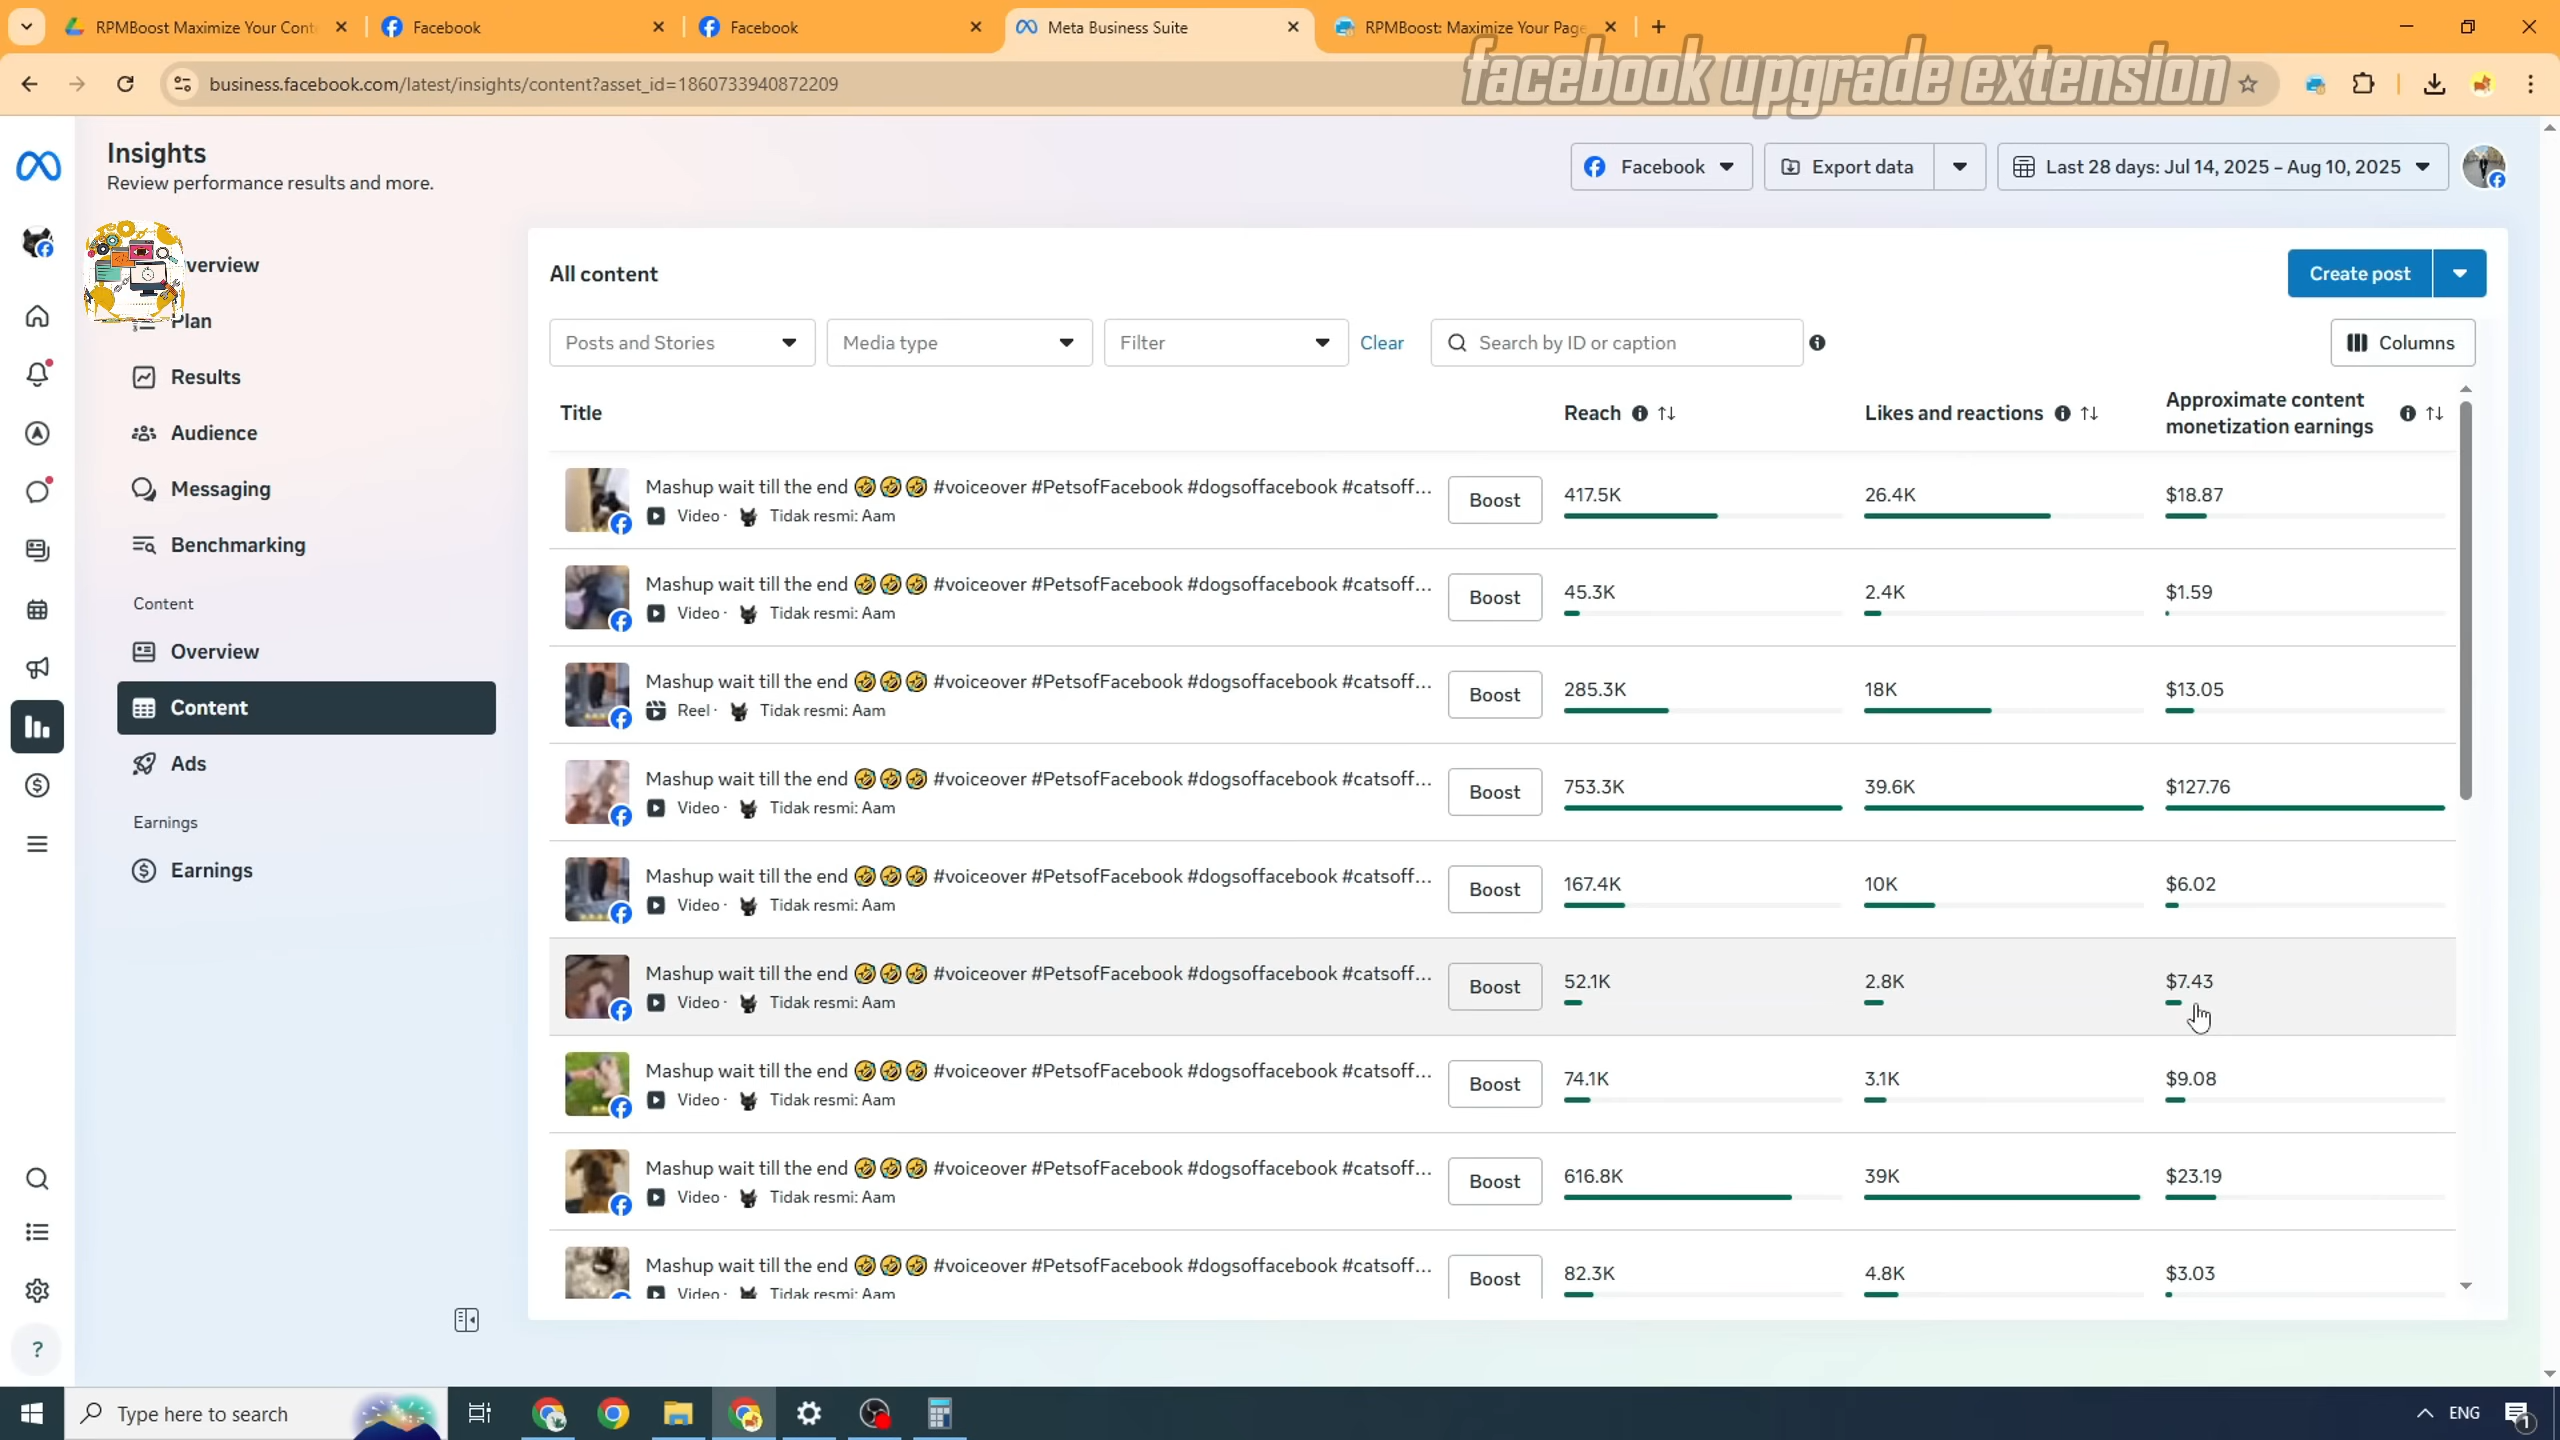 RPMBoost Maximize Your Cont
Facebook
Facebook
Meta Business Suite
RPMBoost: Maximize Your Page
business.facebook.com/latest/insights/content?asset_id=1860733940872209
facebook upgrade extension
Insights
Review performance results and more.
Facebook
Export data
Last 28 days: Jul 14, 2025 – Aug 10, 2025
verview
Plan
Results
Audience
Messaging
Benchmarking
Content
Overview
Content
Ads
Earnings
Earnings
All content
Create post
Posts and Stories
Media type
Filter
Clear
Search by ID or caption
Columns
Title
Reach
Likes and reactions
Approximate content
monetization earnings
Mashup wait till the end 🤣🤣🤣 #voiceover #PetsofFacebook #dogsoffacebook #catsoff...
Video · Tidak resmi: Aam
Boost
417.5K
26.4K
$18.87
Mashup wait till the end 🤣🤣🤣 #voiceover #PetsofFacebook #dogsoffacebook #catsoff...
Video · Tidak resmi: Aam
Boost
45.3K
2.4K
$1.59
Mashup wait till the end 🤣🤣🤣 #voiceover #PetsofFacebook #dogsoffacebook #catsoff...
Reel · Tidak resmi: Aam
Boost
285.3K
18K
$13.05
Mashup wait till the end 🤣🤣🤣 #voiceover #PetsofFacebook #dogsoffacebook #catsoff...
Video · Tidak resmi: Aam
Boost
753.3K
39.6K
$127.76
Mashup wait till the end 🤣🤣🤣 #voiceover #PetsofFacebook #dogsoffacebook #catsoff...
Video · Tidak resmi: Aam
Boost
167.4K
10K
$6.02
Mashup wait till the end 🤣🤣🤣 #voiceover #PetsofFacebook #dogsoffacebook #catsoff...
Video · Tidak resmi: Aam
Boost
52.1K
2.8K
$7.43
Mashup wait till the end 🤣🤣🤣 #voiceover #PetsofFacebook #dogsoffacebook #catsoff...
Video · Tidak resmi: Aam
Boost
74.1K
3.1K
$9.08
Mashup wait till the end 🤣🤣🤣 #voiceover #PetsofFacebook #dogsoffacebook #catsoff...
Video · Tidak resmi: Aam
Boost
616.8K
39K
$23.19
Mashup wait till the end 🤣🤣🤣 #voiceover #PetsofFacebook #dogsoffacebook #catsoff...
Video · Tidak resmi: Aam
Boost
82.3K
4.8K
$3.03
Type here to search
ENG
1